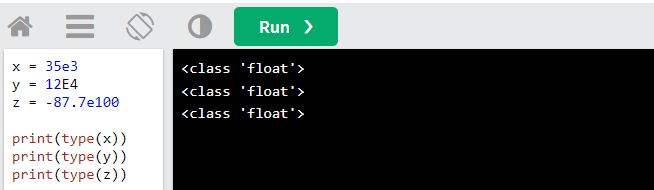 Run ❯
x = 35e3
y = 12E4
z = -87.7e100
print(type(x))
print(type(y))
print(type(z))
<class 'float'>
<class 'float'>
<class 'float'>